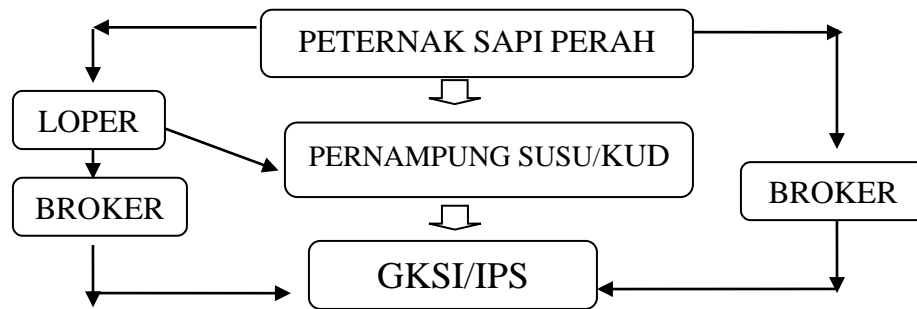 PETERNAK SAPI PERAH
LOPER
PERNAMPUNG SUSU/KUD
BROKER
BROKER
GKSI/IPS